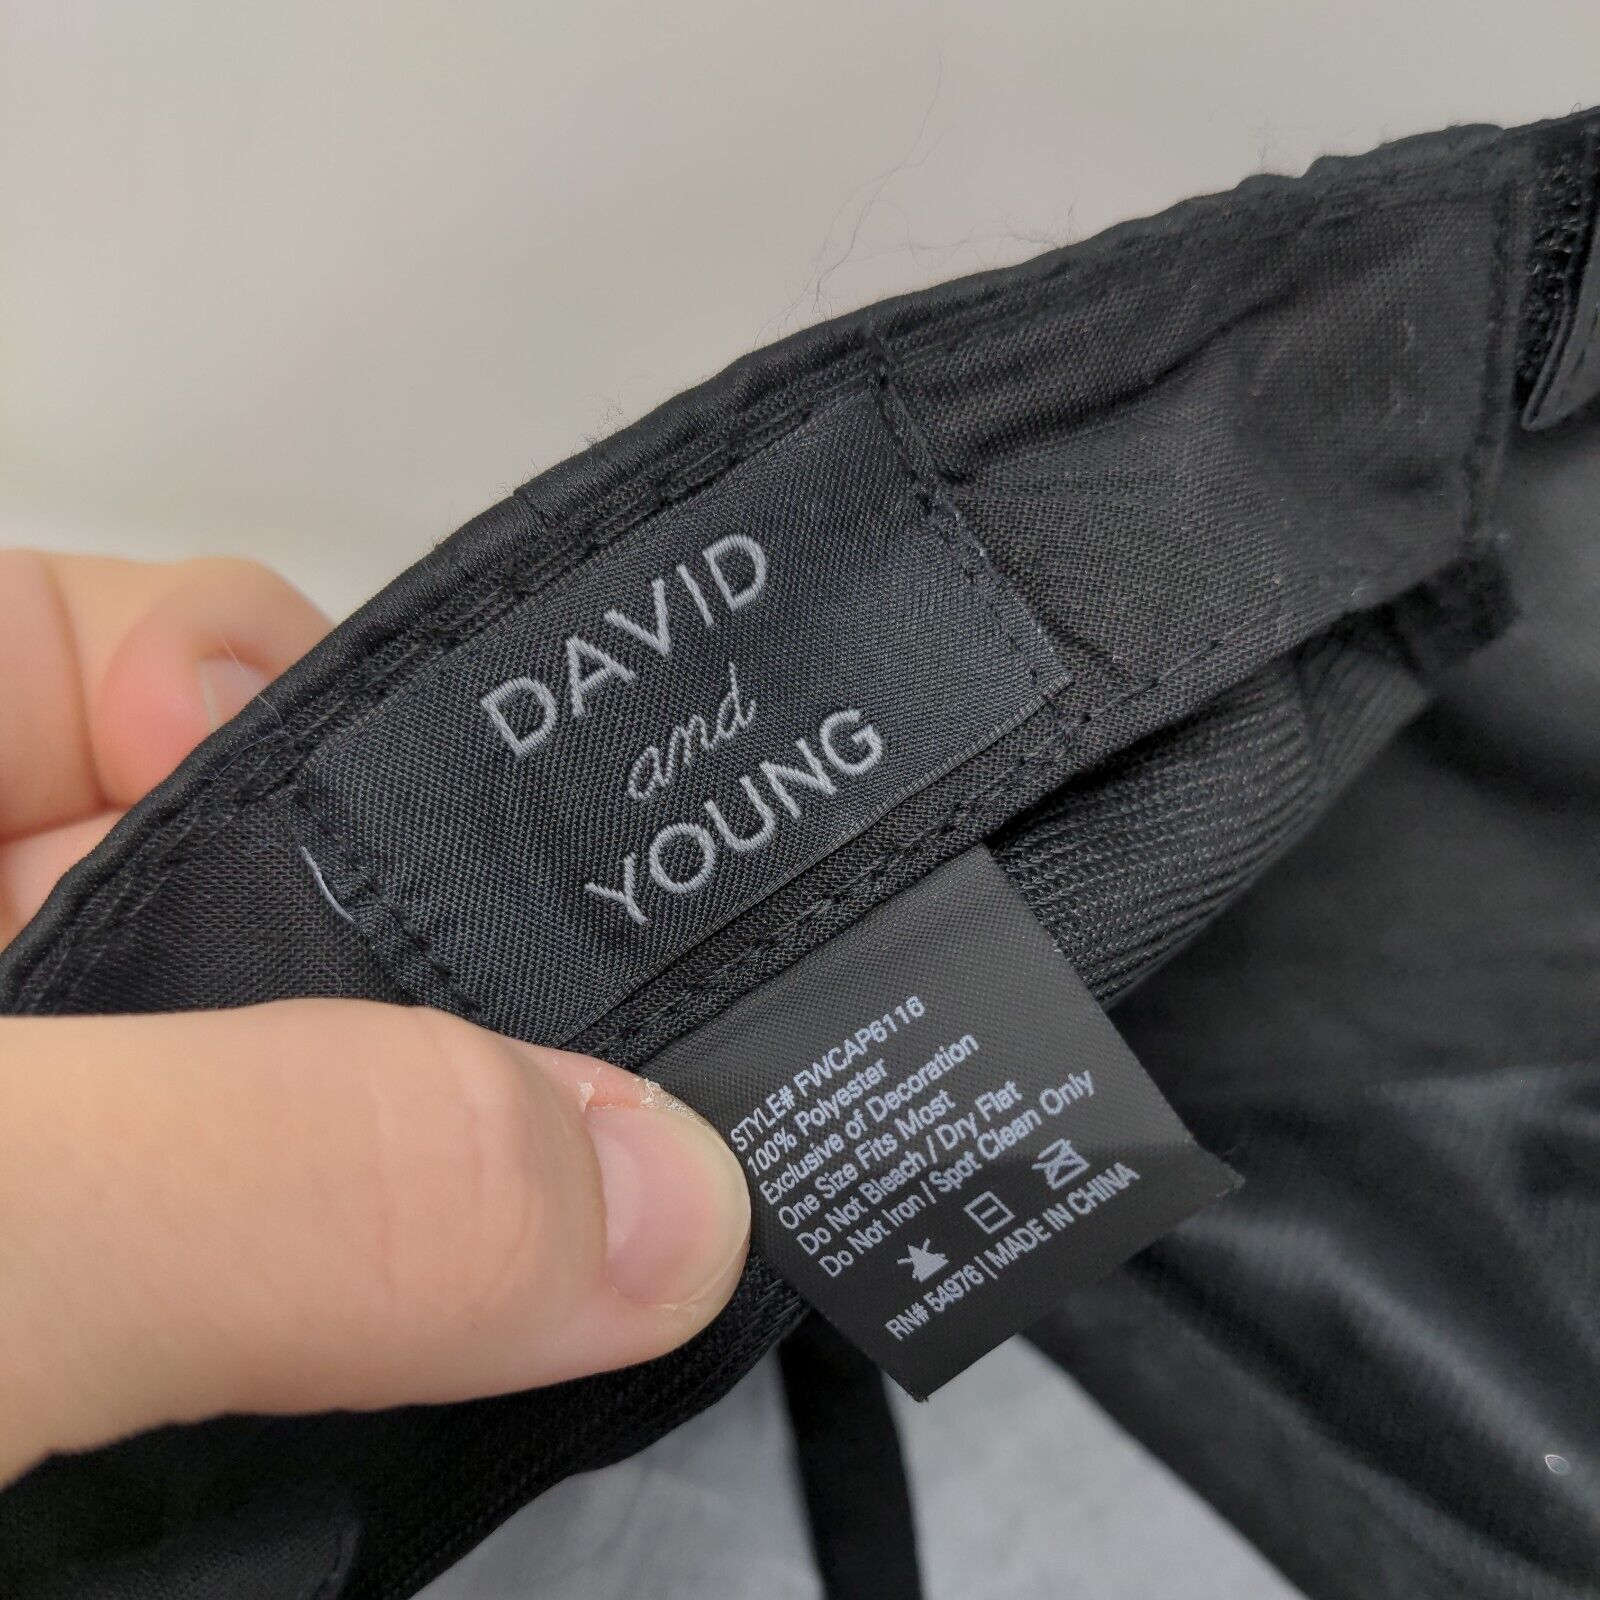 DAVID
and
YOUNG
STYLE# FWCAP6116
100% Polyester
Exclusive of Decoration
One Size Fits Most
Do Not Bleach / Dry Flat
Do Not Iron / Spot Clean Only
RN# 54976 | MADE IN CHINA